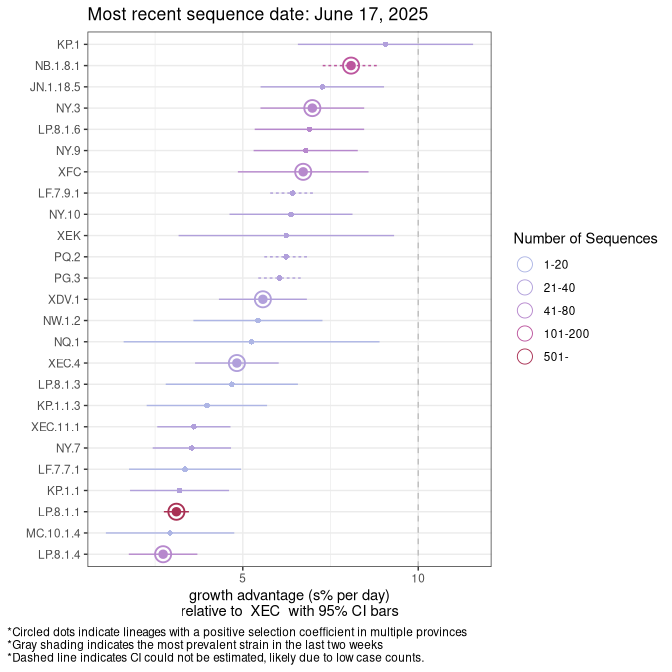 Most recent sequence date: June 17, 2025
KP.1
NB.1.8.1
JN.1.18.5
NY.3
LP.8.1.6
NY.9
XFC
LF.7.9.1
NY.10
XEK
PQ.2
PG.3
XDV.1
NW.1.2
NQ.1
XEC.4
LP.8.1.3
KP.1.1.3
XEC.11.1
NY.7
LF.7.7.1
KP.1.1
LP.8.1.1
MC.10.1.4
LP.8.1.4
5 10
growth advantage (s% per day)
relative to XEC with 95% CI bars
Number of Sequences
1-20
21-40
41-80
101-200
501-
*Circled dots indicate lineages with a positive selection coefficient in multiple provinces
*Gray shading indicates the most prevalent strain in the last two weeks
*Dashed line indicates CI could not be estimated, likely due to low case counts.